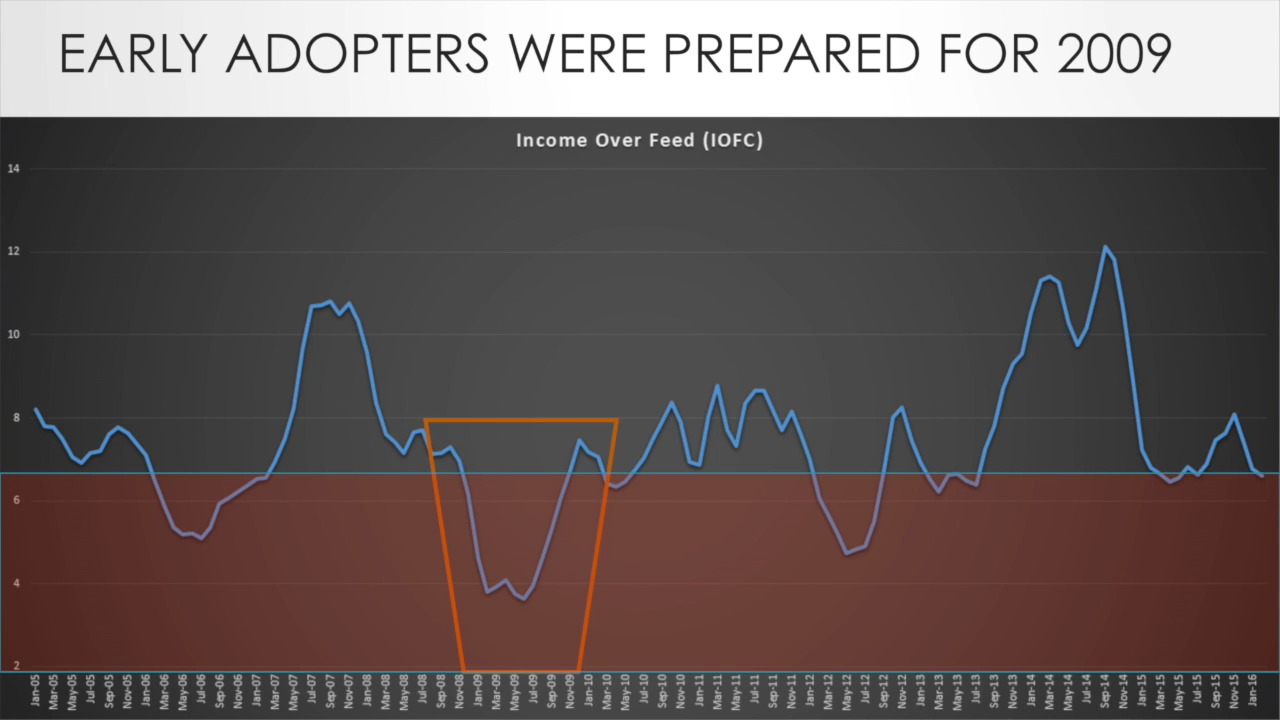 EARLY ADOPTERS WERE PREPARED FOR 2009
Income Over Feed (IOFC)
14
12
10
8
6
4
2
Jan-05
Mar-05
May-05
Jul-05
Sep-05
Nov-05
Jan-06
Mar-06
May-06
Jul-06
Sep-06
Nov-06
Jan-07
Mar-07
May-07
Jul-07
Sep-07
Nov-07
Jan-08
Mar-08
May-08
Jul-08
Sep-08
Nov-08
Jan-09
Mar-09
May-09
Jul-09
Sep-09
Nov-09
Jan-10
Mar-10
May-10
Jul-10
Sep-10
Nov-10
Jan-11
Mar-11
May-11
Jul-11
Sep-11
Nov-11
Jan-12
Mar-12
May-12
Jul-12
Sep-12
Nov-12
Jan-13
Mar-13
May-13
Jul-13
Sep-13
Nov-13
Jan-14
Mar-14
May-14
Jul-14
Sep-14
Nov-14
Jan-15
Mar-15
May-15
Jul-15
Sep-15
Nov-15
Jan-16